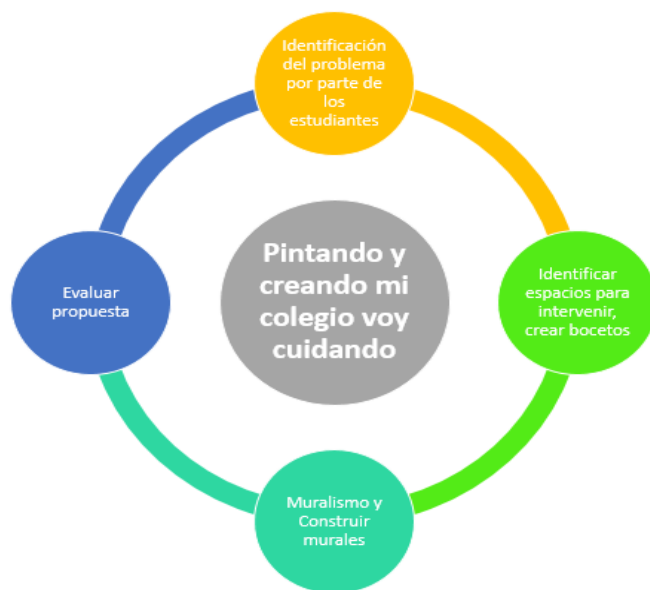 Identificación
del problema
por parte de
los
estudiantes
Pintando y
creando mi
colegio voy
cuidando
Identificar
espacios para
intervenir,
crear bocetos
Evaluar
propuesta
Muralismo y
Construir
murales